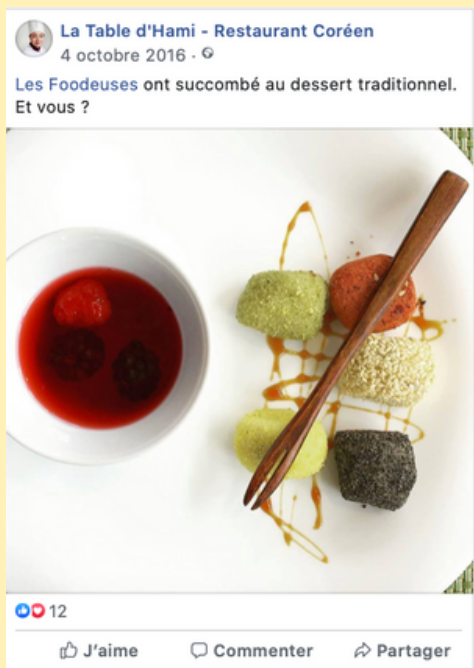 La Table d'Hami - Restaurant Coréen
4 octobre 2016 ·
Les Foodeuses ont succombé au dessert traditionnel.
Et vous ?
12
J'aime
Commenter
Partager